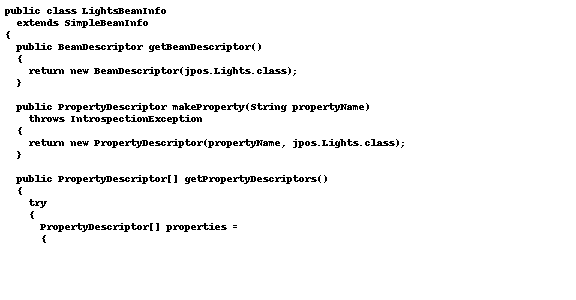 public class LightsBeanInfo
  extends SimpleBeanInfo
{
  public BeanDescriptor getBeanDescriptor()
  {
    return new BeanDescriptor(jpos.Lights.class);
  }

  public PropertyDescriptor makeProperty(String propertyName)
    throws IntrospectionException
  {
    return new PropertyDescriptor(propertyName, jpos.Lights.class);
  }

  public PropertyDescriptor[] getPropertyDescriptors()
  {
    try
    {
      PropertyDescriptor[] properties =
      {